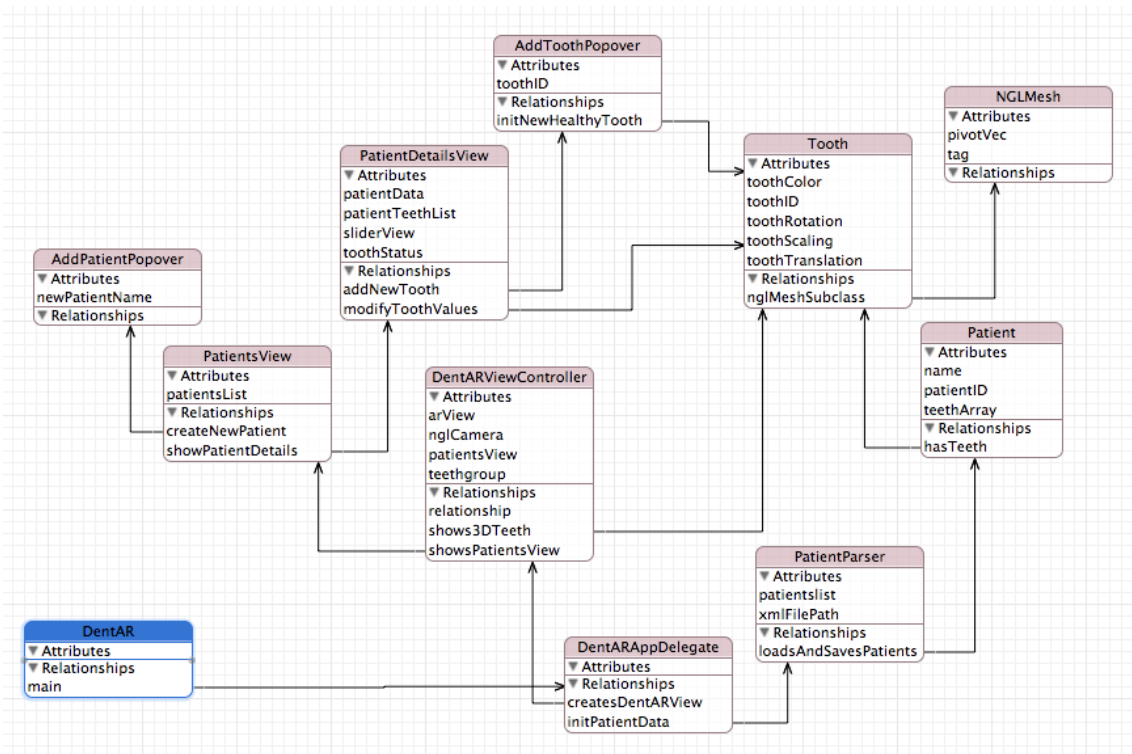 AddToothPopover
Attributes
toothID
Relationships
initNewHealthyTooth
NGLMesh
Attributes
pivotVec
tag
Relationships
Tooth
Attributes
toothColor
toothID
toothRotation
toothScaling
toothTranslation
Relationships
nglMeshSubclass
PatientDetailsView
Attributes
patientData
patientTeethList
sliderView
toothStatus
Relationships
addNewTooth
modifyToothValues
AddPatientPopover
Attributes
newPatientName
Relationships
PatientsView
Attributes
patientsList
Relationships
createNewPatient
showPatientDetails
DentARViewController
Attributes
arView
nglCamera
patientsView
teethgroup
Relationships
relationship
shows3DTeeth
showsPatientsView
Patient
Attributes
name
patientID
teethArray
Relationships
hasTeeth
PatientParser
Attributes
patientslist
xmlFilePath
Relationships
loadsAndSavesPatients
DentAR
Attributes
Relationships
main
DentARAppDelegate
Attributes
Relationships
createsDentARView
initPatientData